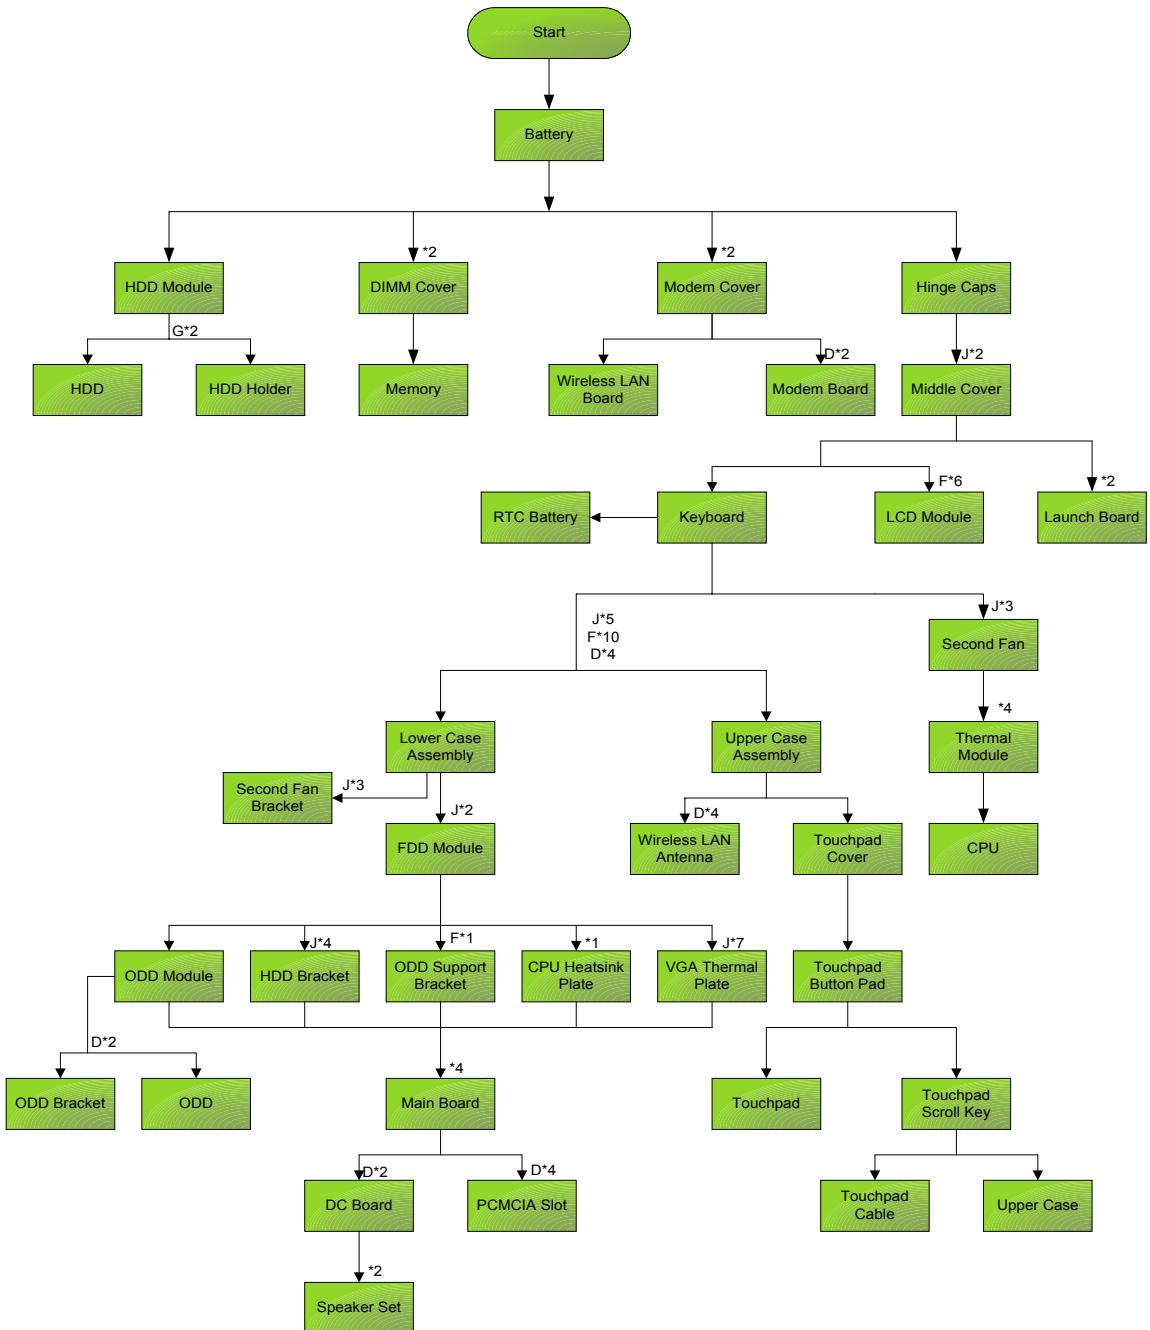 Start
Battery
*2
*2
HDD Module
DIMM Cover
Modem Cover
Hinge Caps
G*2
D*2
J*2
HDD
HDD Holder
Memory
Wireless LAN
Board
Modem Board
Middle Cover
F*6
*2
RTC Battery
Keyboard
LCD Module
Launch Board
J*5
F*10
D*4
J*3
Second Fan
*4
Lower Case
Assembly
Upper Case
Assembly
Thermal
Module
Second Fan
Bracket
J*3
J*2
D*4
FDD Module
Wireless LAN
Antenna
Touchpad
Cover
CPU
J*4
F*1
*1
J*7
ODD Module
HDD Bracket
ODD Support
Bracket
CPU Heatsink
Plate
VGA Thermal
Plate
Touchpad
Button Pad
D*2
*4
ODD Bracket
ODD
Main Board
Touchpad
Touchpad
Scroll Key
D*2
D*4
DC Board
PCMCIA Slot
Touchpad
Cable
Upper Case
*2
Speaker Set